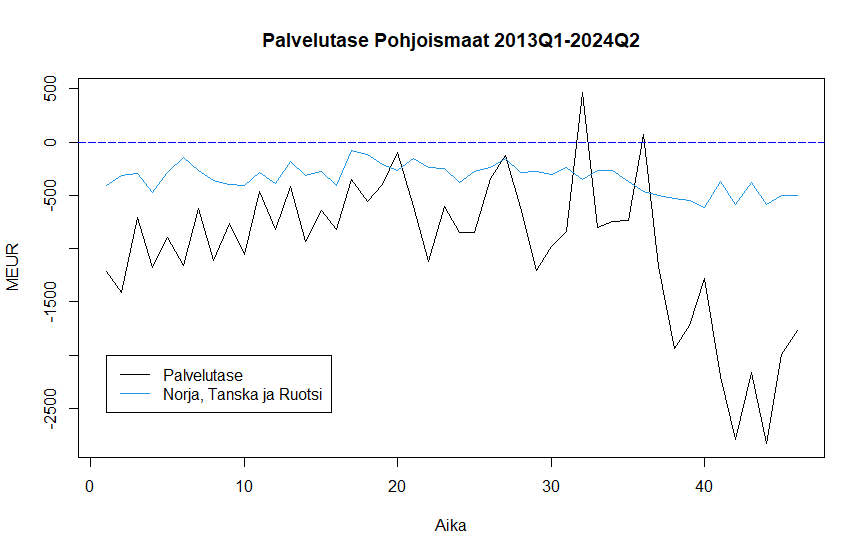 Palvelutase Pohjoismaat 2013Q1-2024Q2
500
0
-500
-1500
-2500
MEUR
Palvelutase
Norja, Tanska ja Ruotsi
0
10
20
30
40
Aika